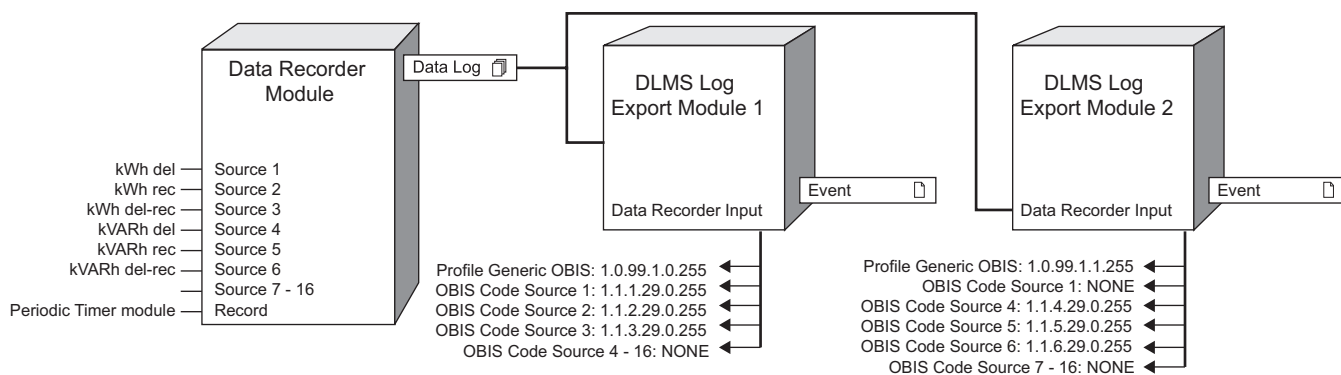 Data Recorder
Module
Data Log
kWh del
Source 1
kWh rec
Source 2
kWh del-rec
Source 3
kVARh del
Source 4
kVARh rec
Source 5
kVARh del-rec
Source 6
Source 7 - 16
Periodic Timer module
Record
DLMS Log
Export Module 1
Event
Data Recorder Input
Profile Generic OBIS: 1.0.99.1.0.255
OBIS Code Source 1: 1.1.1.29.0.255
OBIS Code Source 2: 1.1.2.29.0.255
OBIS Code Source 3: 1.1.3.29.0.255
OBIS Code Source 4 - 16: NONE
DLMS Log
Export Module 2
Event
Data Recorder Input
Profile Generic OBIS: 1.0.99.1.1.255
OBIS Code Source 1: NONE
OBIS Code Source 4: 1.1.4.29.0.255
OBIS Code Source 5: 1.1.5.29.0.255
OBIS Code Source 6: 1.1.6.29.0.255
OBIS Code Source 7 - 16: NONE